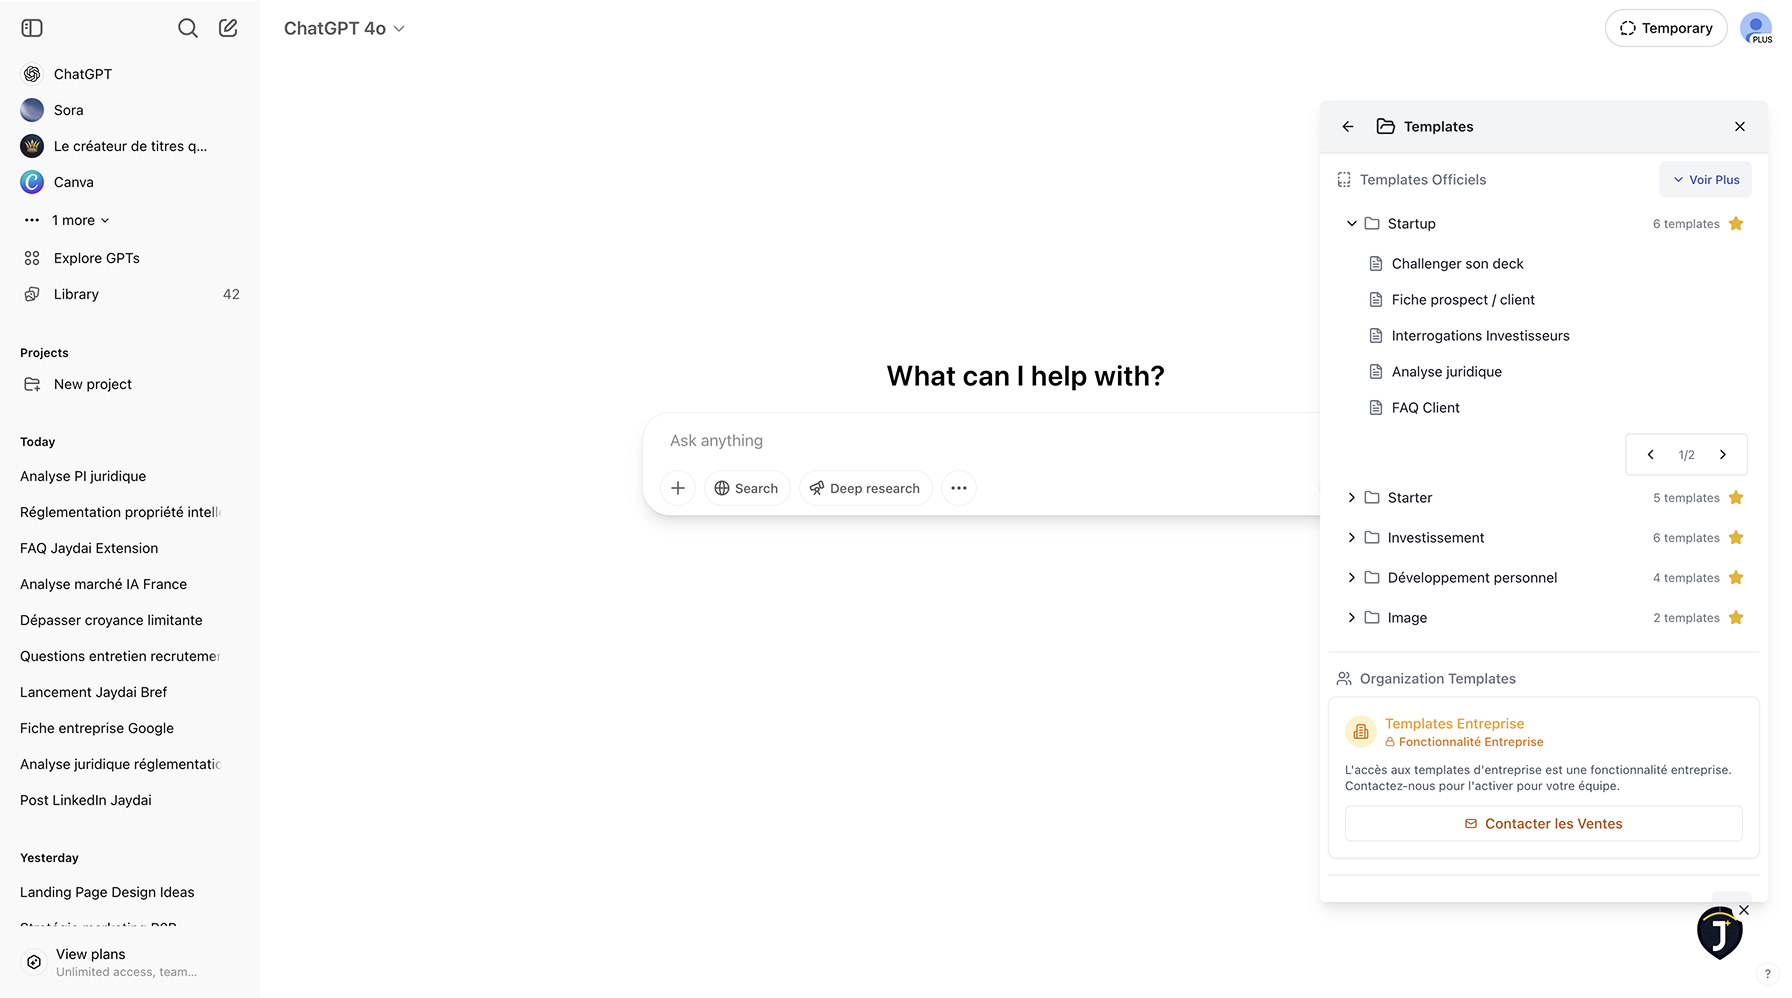 ChatGPT
Sora
Le créateur de titres q...
Canva
1 more
Explore GPTs
Library 42
Projects
New project
Today
Analyse PI juridique
Réglementation propriété intelle
FAQ Jaydai Extension
Analyse marché IA France
Dépasser croyance limitante
Questions entretien recrutemen
Lancement Jaydai Bref
Fiche entreprise Google
Analyse juridique réglementatio
Post LinkedIn Jaydai
Yesterday
Landing Page Design Ideas
Stratégie marketing B2B
View plans
Unlimited access, team...
ChatGPT 4o
Temporary
PLUS
What can I help with?
Ask anything
Search
Deep research
Templates
Templates Officiels
Voir Plus
Startup 6 templates
Challenger son deck
Fiche prospect / client
Interrogations Investisseurs
Analyse juridique
FAQ Client
1/2
Starter 5 templates
Investissement 6 templates
Développement personnel 4 templates
Image 2 templates
Organization Templates
Templates Entreprise
Fonctionnalité Entreprise
L'accès aux templates d'entreprise est une fonctionnalité entreprise.
Contactez-nous pour l'activer pour votre équipe.
Contacter les Ventes
J
?